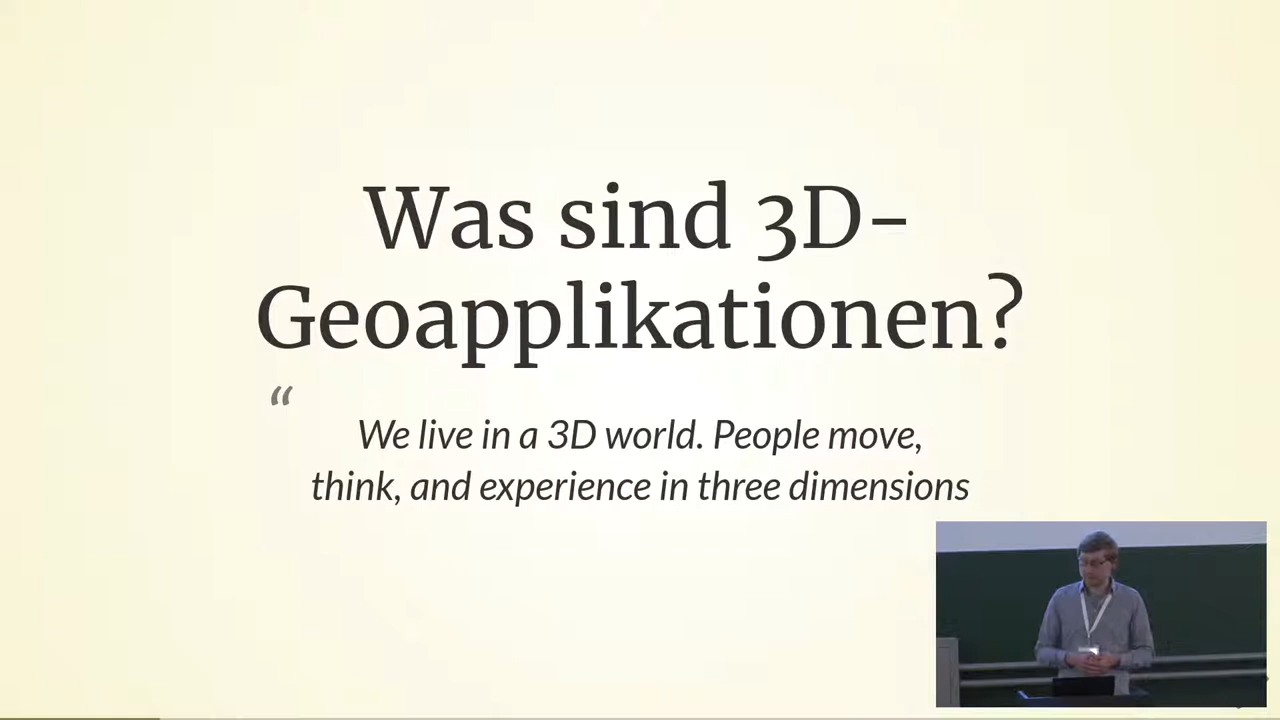 Was sind 3D-
Geoapplikationen?
“
We live in a 3D world. People move,
think, and experience in three dimensions